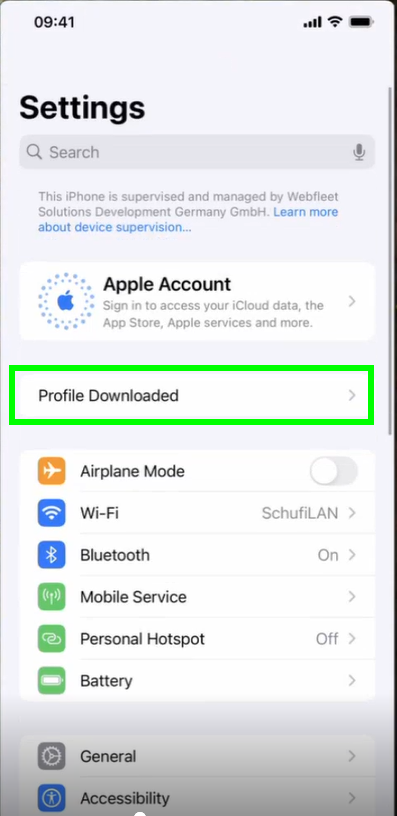 09:41
Settings
Search
This iPhone is supervised and managed by Webfleet
Solutions Development Germany GmbH. Learn more
about device supervision...
Apple Account
Sign in to access your iCloud data, the
App Store, Apple services and more.
Profile Downloaded
Airplane Mode
Wi-Fi SchufiLAN
Bluetooth On
Mobile Service
Personal Hotspot Off
Battery
General
Accessibility